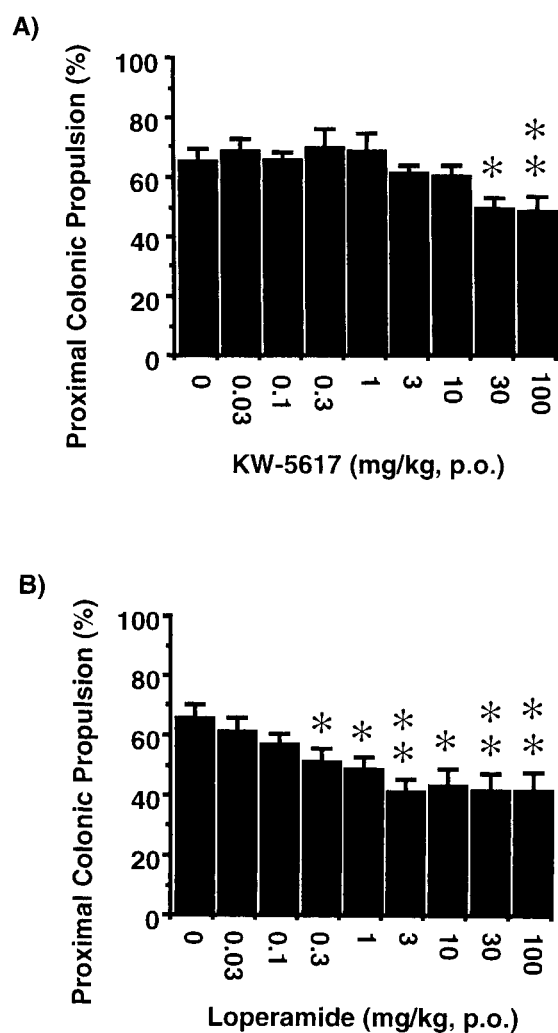 A)
Proximal Colonic Propulsion (%)
100
80
60
40
20
0
* *
*
0 0.03 0.1 0.3 1 3 10 30 100
KW-5617 (mg/kg, p.o.)
B)
Proximal Colonic Propulsion (%)
100
80
60
40
20
0
* * ** * ** **
0 0.03 0.1 0.3 1 3 10 30 100
Loperamide (mg/kg, p.o.)